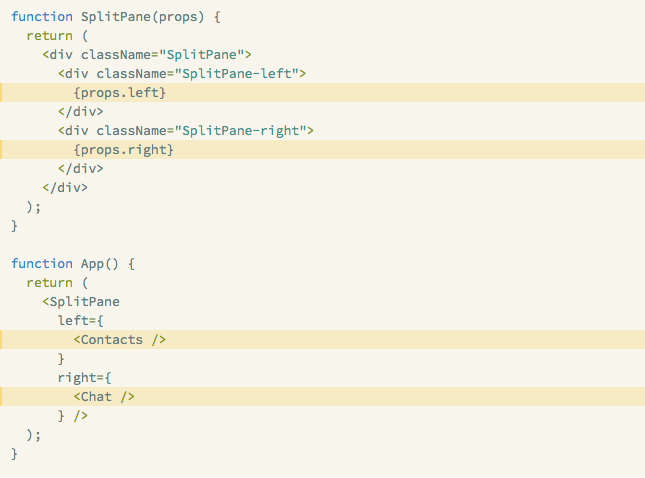 function SplitPane(props) {
  return (
    <div className="SplitPane">
      <div className="SplitPane-left">
        {props.left}
      </div>
      <div className="SplitPane-right">
        {props.right}
      </div>
    </div>
  );
}

function App() {
  return (
    <SplitPane
      left={
        <Contacts />
      }
      right={
        <Chat />
      } />
  );
}